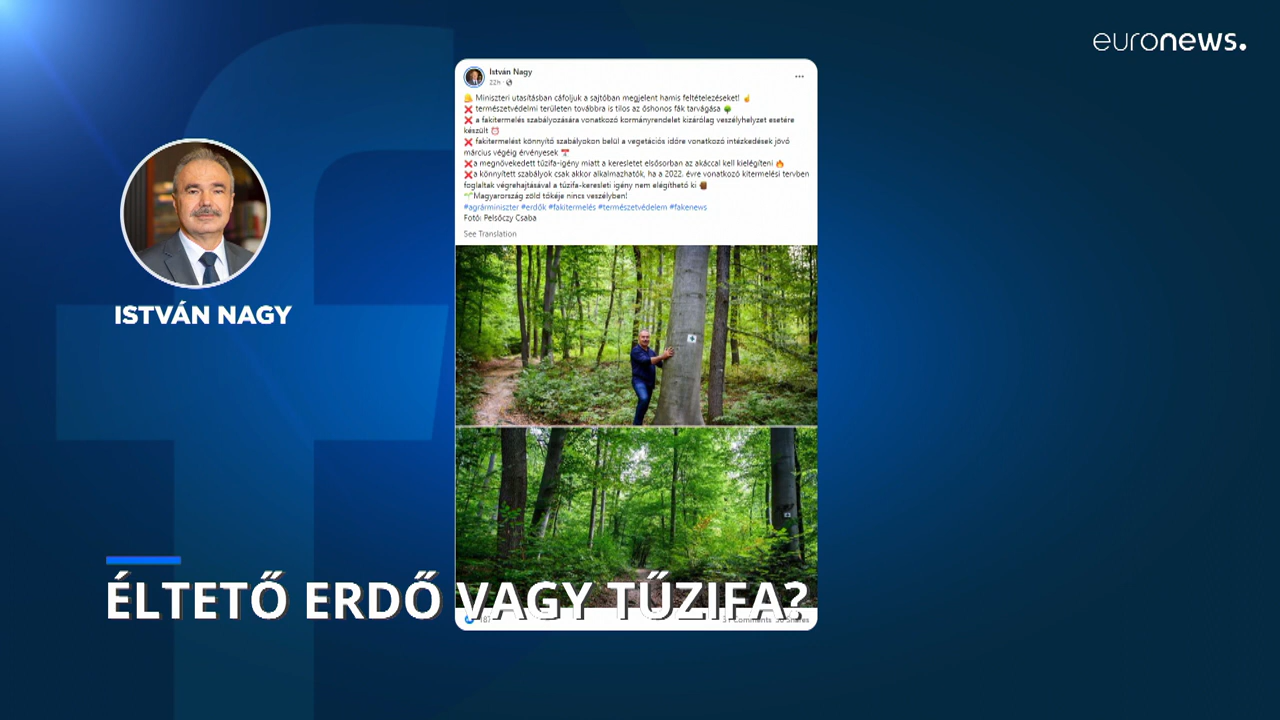 euronews.
István Nagy
22h
Miniszteri utasításban cáfoljuk a sajtóban megjelent hamis feltételezéseket!
természetvédelmi területen továbbra is tilos az őshonos fák tarvágása
a fakitermelés szabályozására vonatkozó kormányrendelet kizárólag veszélyhelyzet esetére
készült
fakitermelést könnyítő szabályokon belül a vegetációs időre vonatkozó intézkedések jövő
március végéig érvényesek
a megnövekedett tűzifa-igény miatt a keresletet elsősorban az akáccal kell kielégíteni
a könnyített szabályok csak akkor alkalmazhatók, ha a 2022. évre vonatkozó kitermelési tervben
foglaltak végrehajtásával a tűzifa-keresleti igény nem elégíthető ki
Magyarország zöld tőkéje nincs veszélyben!
#agrárminiszter #erdők #fakitermelés #természetvédelem #fakenews
Fotó: Pelsőczy Csaba
See Translation
ISTVÁN NAGY
ÉLTETŐ ERDŐ VAGY TŰZIFA?
187
Comments
Shares